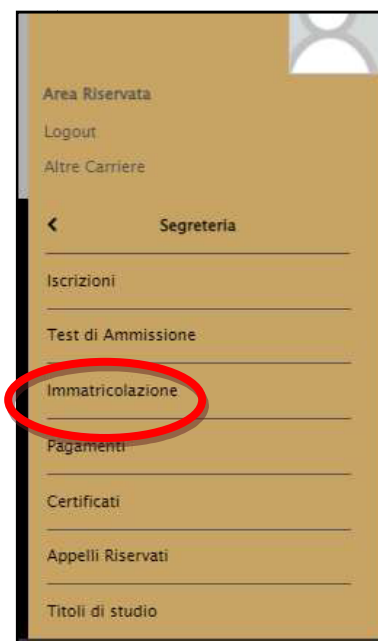 Area Riservata
Logout
Altre Carriere
Segreteria
Iscrizioni
Test di Ammissione
Immatricolazione
Pagamenti
Certificati
Appelli Riservati
Titoli di studio